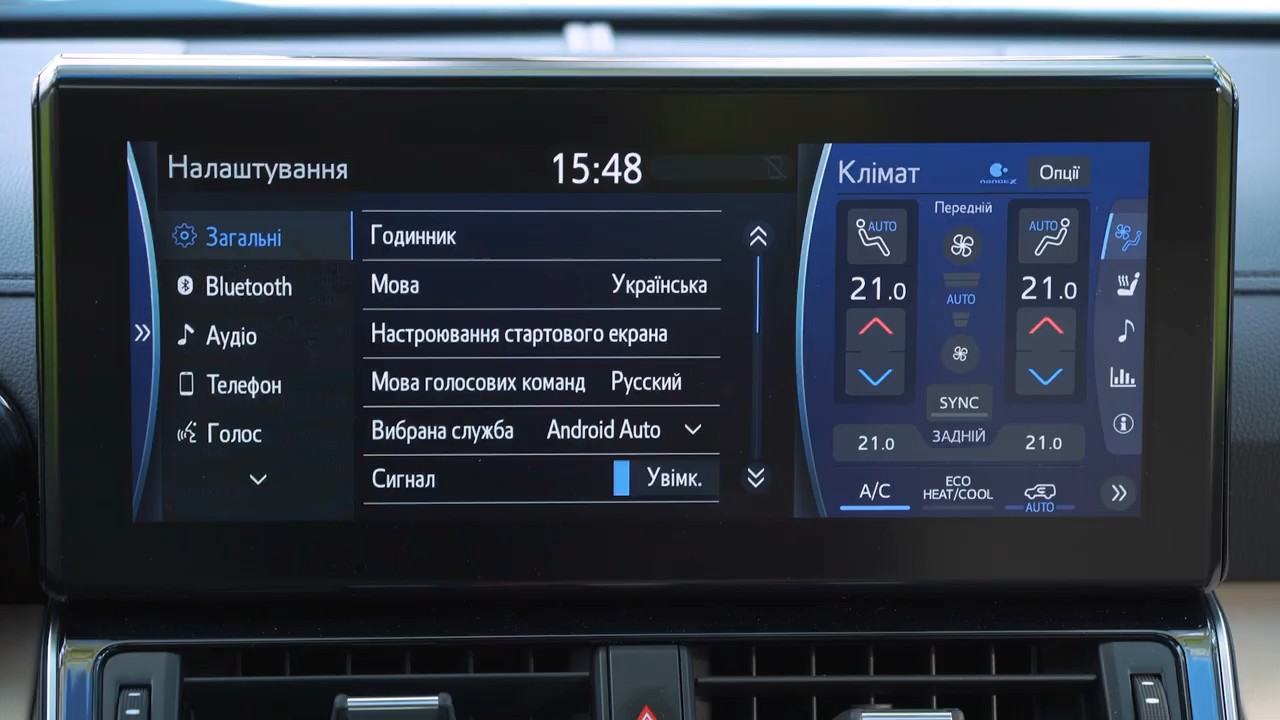 Налаштування
15:48
Загальні
Bluetooth
Аудіо
Телефон
Голос
Годинник
Мова Українська
Настроювання стартового екрана
Мова голосових команд Русский
Вибрана служба Android Auto
Сигнал Увімк.
Клімат nanoeX Опції
Передній
AUTO AUTO
21.0 21.0
AUTO
SYNC
21.0 ЗАДНІЙ 21.0
A/C ECO HEAT/COOL AUTO